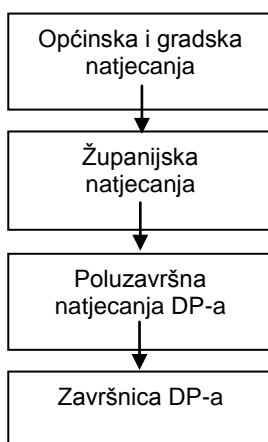 Općinska i gradska
natjecanja
Županijska
natjecanja
Poluzavršna
natjecanja DP-a
Završnica DP-a